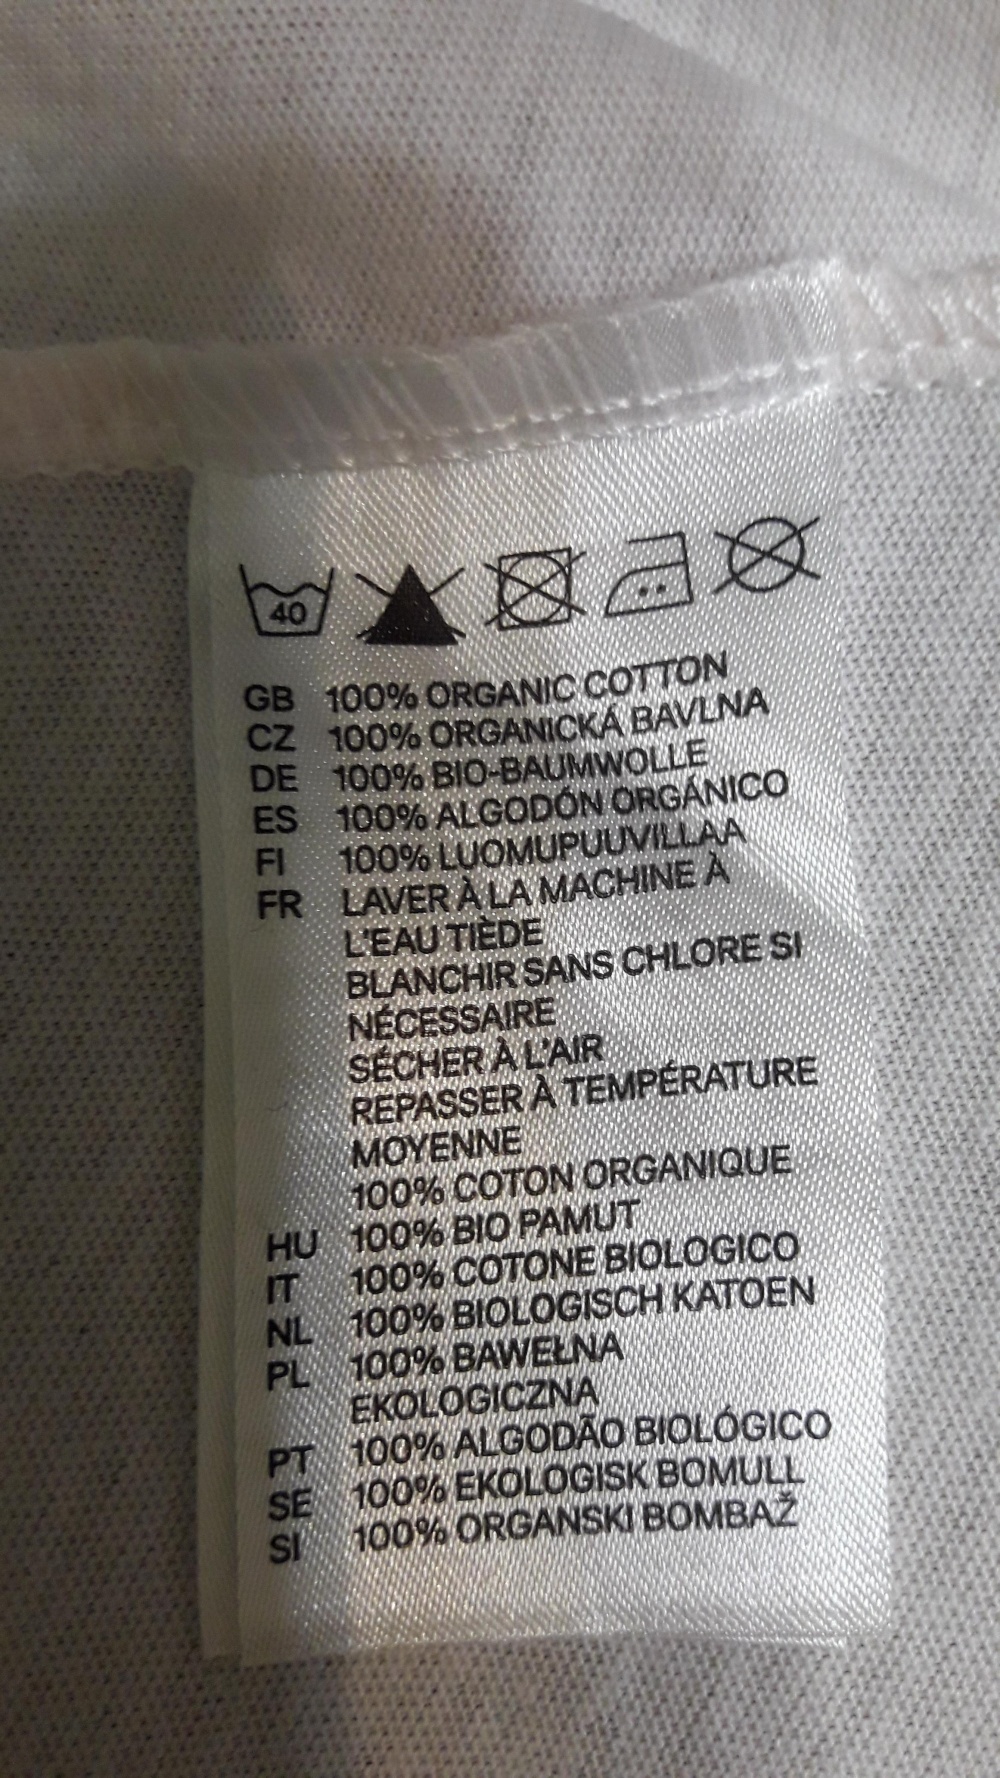 40
GB 100% ORGANIC COTTON
CZ 100% ORGANICKÁ BAVLNA
DE 100% BIO-BAUMWOLLE
ES 100% ALGODÓN ORGÁNICO
FI 100% LUOMUPUUVILLAA
FR LAVER À LA MACHINE À
L'EAU TIÈDE
BLANCHIR SANS CHLORE SI
NÉCESSAIRE
SÉCHER À L'AIR
REPASSER À TEMPÉRATURE
MOYENNE
100% COTON ORGANIQUE
HU 100% BIO PAMUT
IT 100% COTONE BIOLOGICO
NL 100% BIOLOGISCH KATOEN
PL 100% BAWEŁNA
EKOLOGICZNA
PT 100% ALGODÃO BIOLÓGICO
SE 100% EKOLOGISK BOMULL
SI 100% ORGANSKI BOMBAŽ